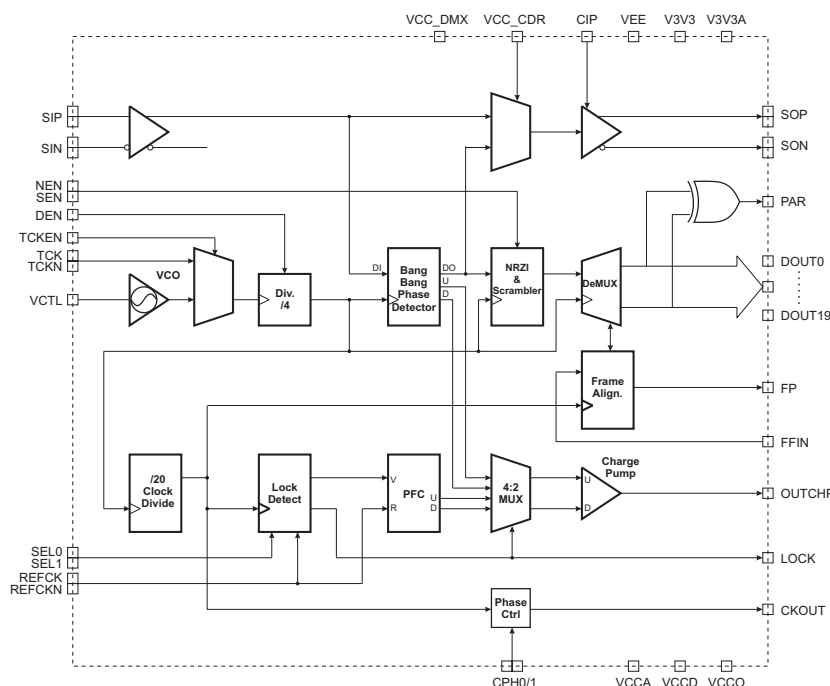 VCC_DMX VCC_CDR CIP VEE V3V3 V3V3A
SIP
SIN
SOP
SON
NEN
SEN
DEN
PAR
TCKEN
TCK
TCKN
VCO
VCTL
Div.
/4
DI
Bang
Bang
Phase
Detector
DO
U
D
NRZI
&
Scrambler
DeMUX
DOUT0
DOUT19
Frame
Align.
FP
FFIN
/20
Clock
Divide
Lock
Detect
V
R
PFC
U
D
4:2
MUX
Charge
Pump
U
D
OUTCHP
SEL0
SEL1
LOCK
REFCK
REFCKN
Phase
Ctrl
CKOUT
CPH0/1 VCCA VCCD VCCO